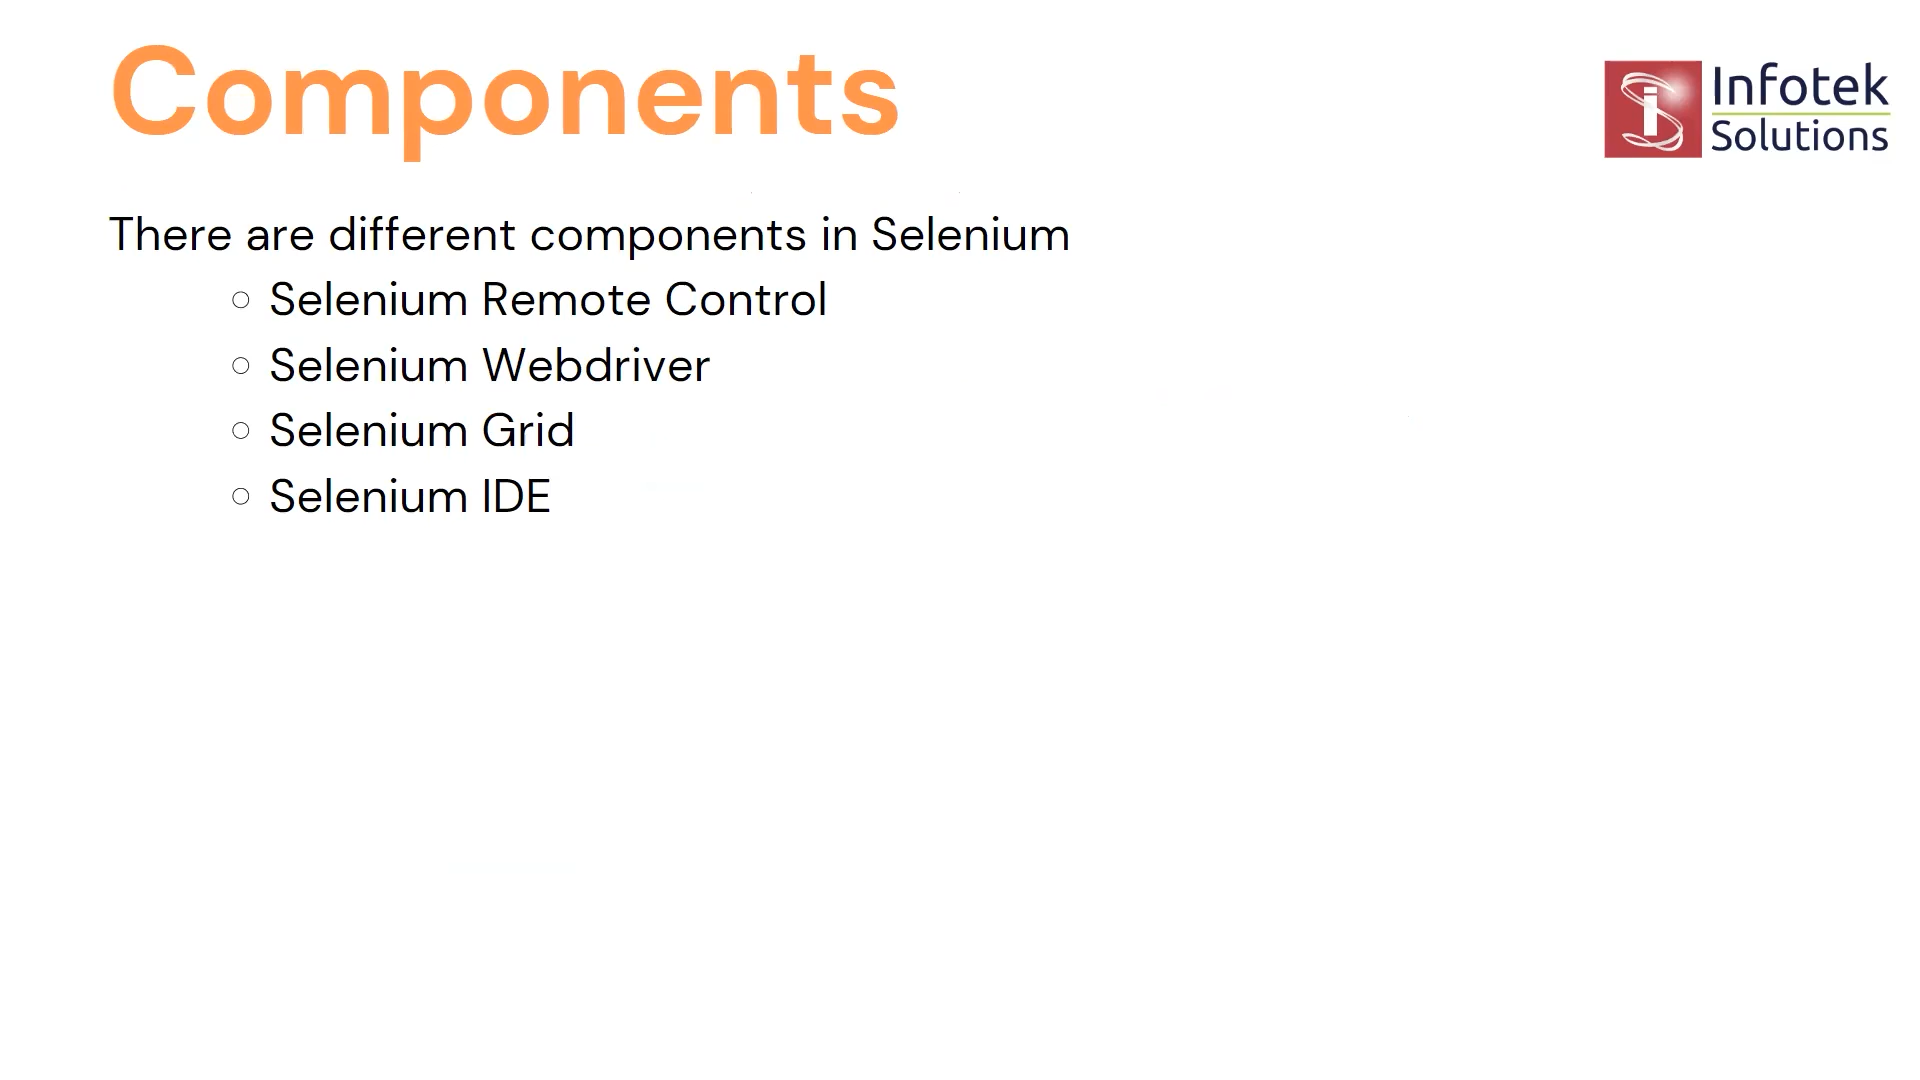 Components
Infotek
Solutions
There are different components in Selenium
Selenium Remote Control
Selenium Webdriver
Selenium Grid
Selenium IDE